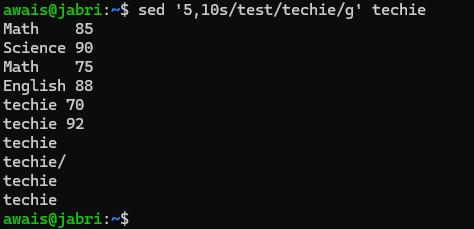 awais@jabri:~$ sed '5,10s/test/techie/g' techie
Math    85
Science 90
Math    75
English 88
techie 70
techie 92
techie
techie/
techie
techie
awais@jabri:~$